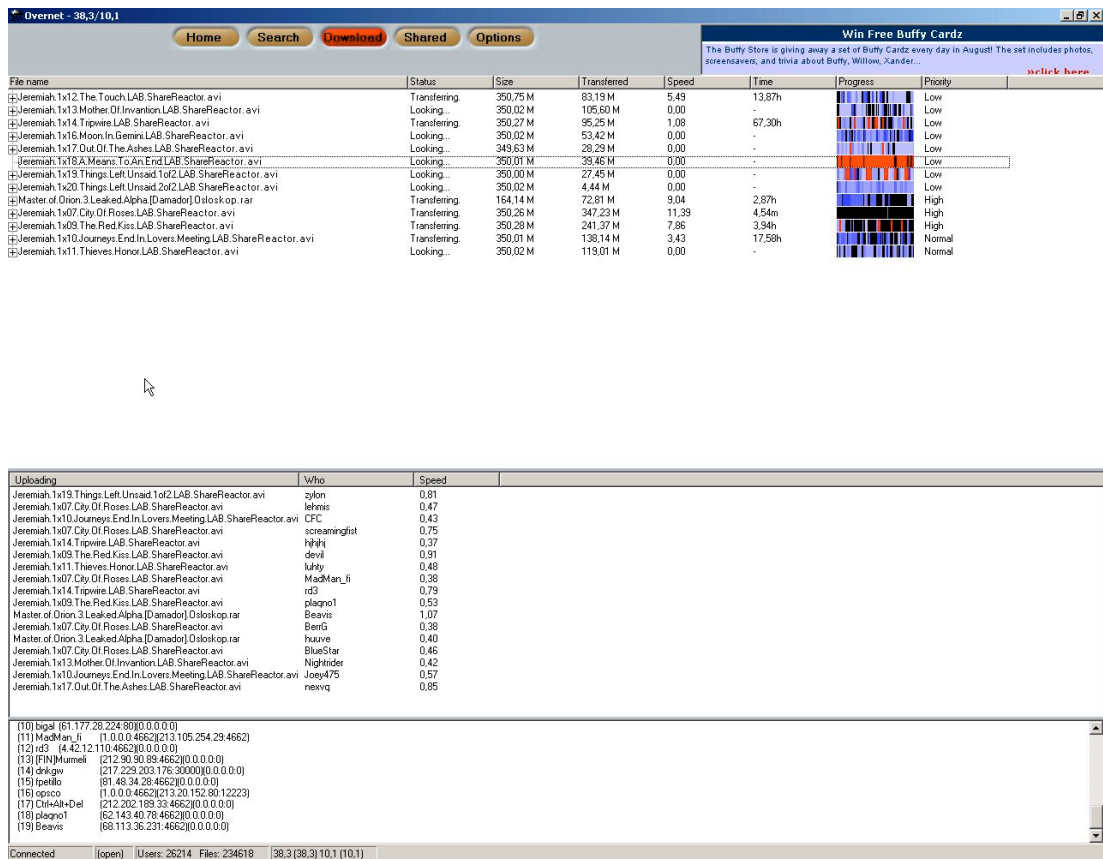 Overnet - 38,3/10,1
Home Search Download Shared Options
Win Free Buffy Cardz
The Buffy Store is giving away a set of Buffy Cardz every day in August! The set includes photos,
screensavers, and trivia about Buffy, Willow, Xander...
»click here
File name Status Size Transferred Speed Time Progress Priority
Jeremiah.1x12.The.Touch.LAB.ShareReactor.avi Transferring. 350,75 M 83,19 M 5,49 13,87h Low
Jeremiah.1x13.Mother.Of.Invantion.LAB.ShareReactor.avi Looking... 350,02 M 105,60 M 0,00 - Low
Jeremiah.1x14.Tripwire.LAB.ShareReactor.avi Transferring. 350,27 M 95,25 M 1,08 67,30h Low
Jeremiah.1x16.Moon.In.Gemini.LAB.ShareReactor.avi Looking... 350,02 M 53,42 M 0,00 - Low
Jeremiah.1x17.Out.Of.The.Ashes.LAB.ShareReactor.avi Looking... 349,63 M 28,29 M 0,00 - Low
Jeremiah.1x18.A.Means.To.An.End.LAB.ShareReactor.avi Looking... 350,01 M 39,46 M 0,00 - Low
Jeremiah.1x19.Things.Left.Unsaid.1of2.LAB.ShareReactor.avi Looking... 350,00 M 27,45 M 0,00 - Low
Jeremiah.1x20.Things.Left.Unsaid.2of2.LAB.ShareReactor.avi Looking... 350,02 M 4,44 M 0,00 - Low
Master.of.Orion.3.Leaked.Alpha.[Damador].Osloskop.rar Transferring. 164,14 M 72,81 M 9,04 2,87h High
Jeremiah.1x07.City.Of.Roses.LAB.ShareReactor.avi Transferring. 350,26 M 347,23 M 11,39 4,54m High
Jeremiah.1x09.The.Red.Kiss.LAB.ShareReactor.avi Transferring. 350,28 M 241,37 M 7,86 3,94h High
Jeremiah.1x10.Journeys.End.In.Lovers.Meeting.LAB.ShareReactor.avi Transferring. 350,01 M 138,14 M 3,43 17,58h Normal
Jeremiah.1x11.Thieves.Honor.LAB.ShareReactor.avi Looking... 350,02 M 119,01 M 0,00 - Normal
Uploading Who Speed
Jeremiah.1x19.Things.Left.Unsaid.1of2.LAB.ShareReactor.avi zylon 0,81
Jeremiah.1x07.City.Of.Roses.LAB.ShareReactor.avi lehmis 0,47
Jeremiah.1x10.Journeys.End.In.Lovers.Meeting.LAB.ShareReactor.avi CFC 0,43
Jeremiah.1x07.City.Of.Roses.LAB.ShareReactor.avi screamingfist 0,75
Jeremiah.1x14.Tripwire.LAB.ShareReactor.avi hjhjhj 0,37
Jeremiah.1x09.The.Red.Kiss.LAB.ShareReactor.avi devil 0,91
Jeremiah.1x11.Thieves.Honor.LAB.ShareReactor.avi luhty 0,48
Jeremiah.1x07.City.Of.Roses.LAB.ShareReactor.avi MadMan_fi 0,38
Jeremiah.1x14.Tripwire.LAB.ShareReactor.avi rd3 0,79
Jeremiah.1x09.The.Red.Kiss.LAB.ShareReactor.avi plaqno1 0,53
Master.of.Orion.3.Leaked.Alpha.[Damador].Osloskop.rar Beavis 1,07
Jeremiah.1x07.City.Of.Roses.LAB.ShareReactor.avi BerrG 0,38
Master.of.Orion.3.Leaked.Alpha.[Damador].Osloskop.rar huuve 0,40
Jeremiah.1x07.City.Of.Roses.LAB.ShareReactor.avi BlueStar 0,46
Jeremiah.1x13.Mother.Of.Invantion.LAB.ShareReactor.avi Nightrider 0,42
Jeremiah.1x10.Journeys.End.In.Lovers.Meeting.LAB.ShareReactor.avi Joey475 0,57
Jeremiah.1x17.Out.Of.The.Ashes.LAB.ShareReactor.avi nexvq 0,85
(10) bigal (61.177.28.224:80)(0.0.0.0:0)
(11) MadMan_fi (1.0.0.0:4662)(213.105.254.29:4662)
(12) rd3 (4.42.12.110:4662)(0.0.0.0:0)
(13) [FIN]Murmeli (212.90.90.89:4662)(0.0.0.0:0)
(14) dnkgw (217.229.203.176:30000)(0.0.0.0:0)
(15) fpetillo (81.48.34.28:4662)(0.0.0.0:0)
(16) opsco (1.0.0.0:4662)(213.20.152.80:12223)
(17) Ctrl+Alt+Del (212.202.189.33:4662)(0.0.0.0:0)
(18) plaqno1 (62.143.40.78:4662)(0.0.0.0:0)
(19) Beavis (68.113.36.231:4662)(0.0.0.0:0)
Connected (open) Users: 26214 Files: 234618 38,3 (38,3) 10,1 (10,1)